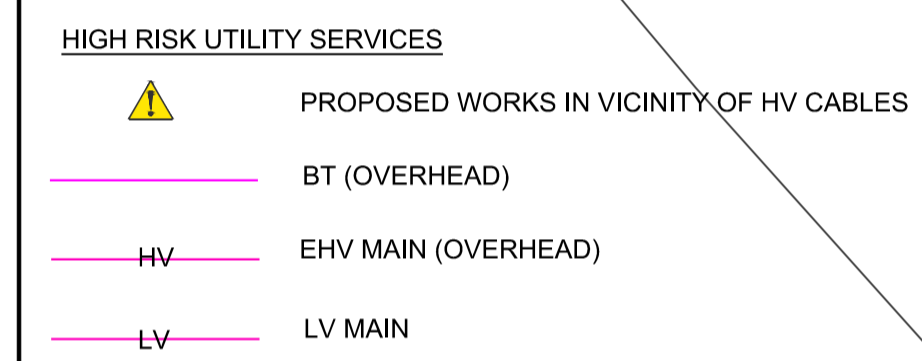 HIGH RISK UTILITY SERVICES
! PROPOSED WORKS IN VICINITY OF HV CABLES
BT (OVERHEAD)
HV EHV MAIN (OVERHEAD)
LV LV MAIN